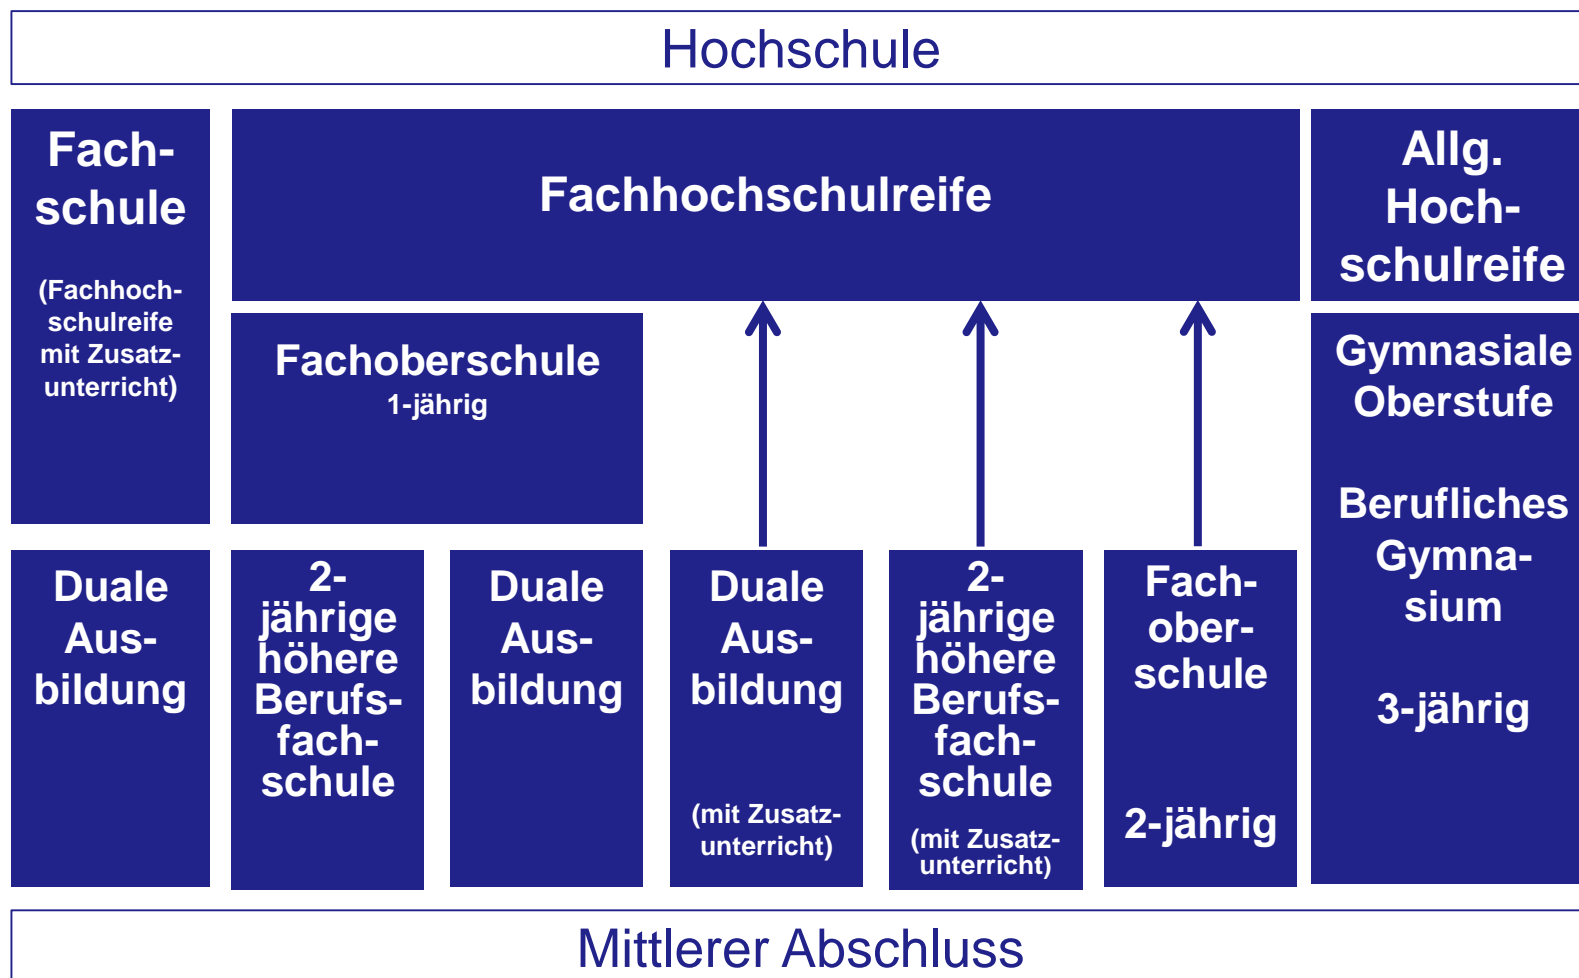 Hochschule
Fach-
schule
(Fachhoch-
schulreife
mit Zusatz-
unterricht)
Fachhochschulreife
Allg.
Hoch-
schulreife
Fachoberschule
1-jährig
Gymnasiale
Oberstufe
Berufliches
Gymna-
sium
3-jährig
Duale
Aus-
bildung
2-
jährige
höhere
Berufs-
fach-
schule
Duale
Aus-
bildung
Duale
Aus-
bildung
(mit Zusatz-
unterricht)
2-
jährige
höhere
Berufs-
fach-
schule
(mit Zusatz-
unterricht)
Fach-
ober-
schule
2-jährig
Mittlerer Abschluss